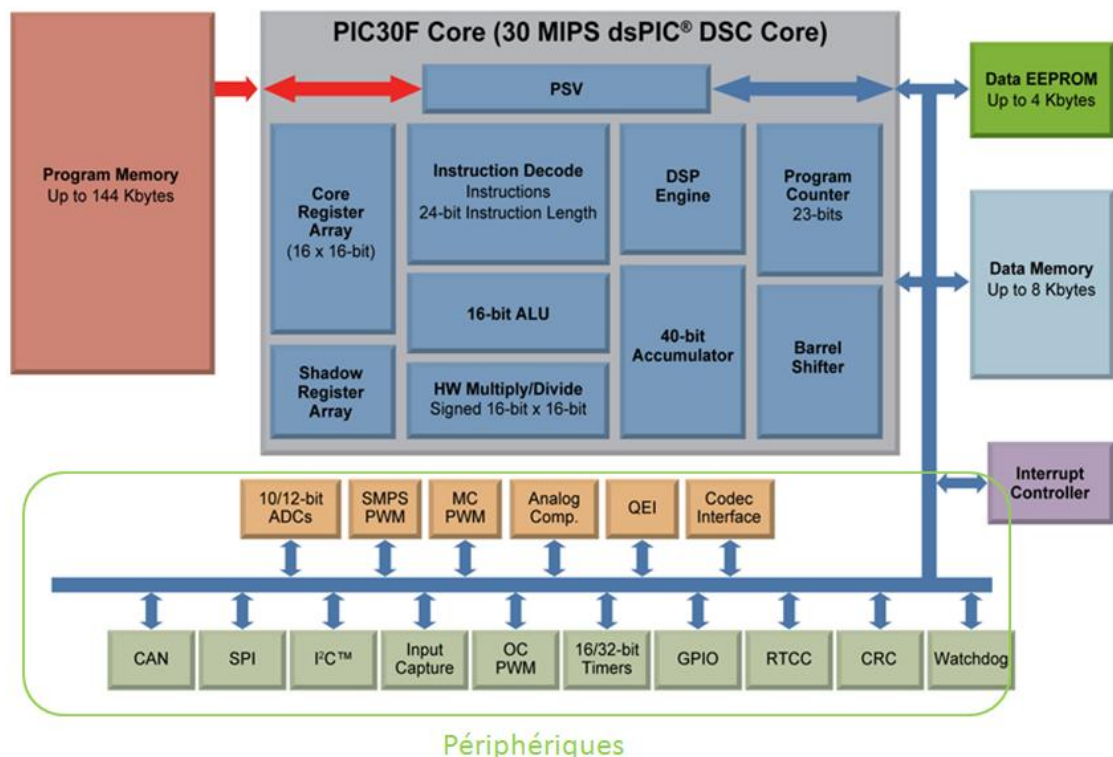 PIC30F Core (30 MIPS dsPIC® DSC Core)
Program Memory
Up to 144 Kbytes
PSV
Core
Register
Array
(16 x 16-bit)
Shadow
Register
Array
Instruction Decode
Instructions
24-bit Instruction Length
16-bit ALU
HW Multiply/Divide
Signed 16-bit x 16-bit
DSP
Engine
40-bit
Accumulator
Program
Counter
23-bits
Barrel
Shifter
Data EEPROM
Up to 4 Kbytes
Data Memory
Up to 8 Kbytes
Interrupt
Controller
10/12-bit
ADCs
SMPS
PWM
MC
PWM
Analog
Comp.
QEI
Codec
Interface
CAN
SPI
I²C™
Input
Capture
OC
PWM
16/32-bit
Timers
GPIO
RTCC
CRC
Watchdog
Périphériques